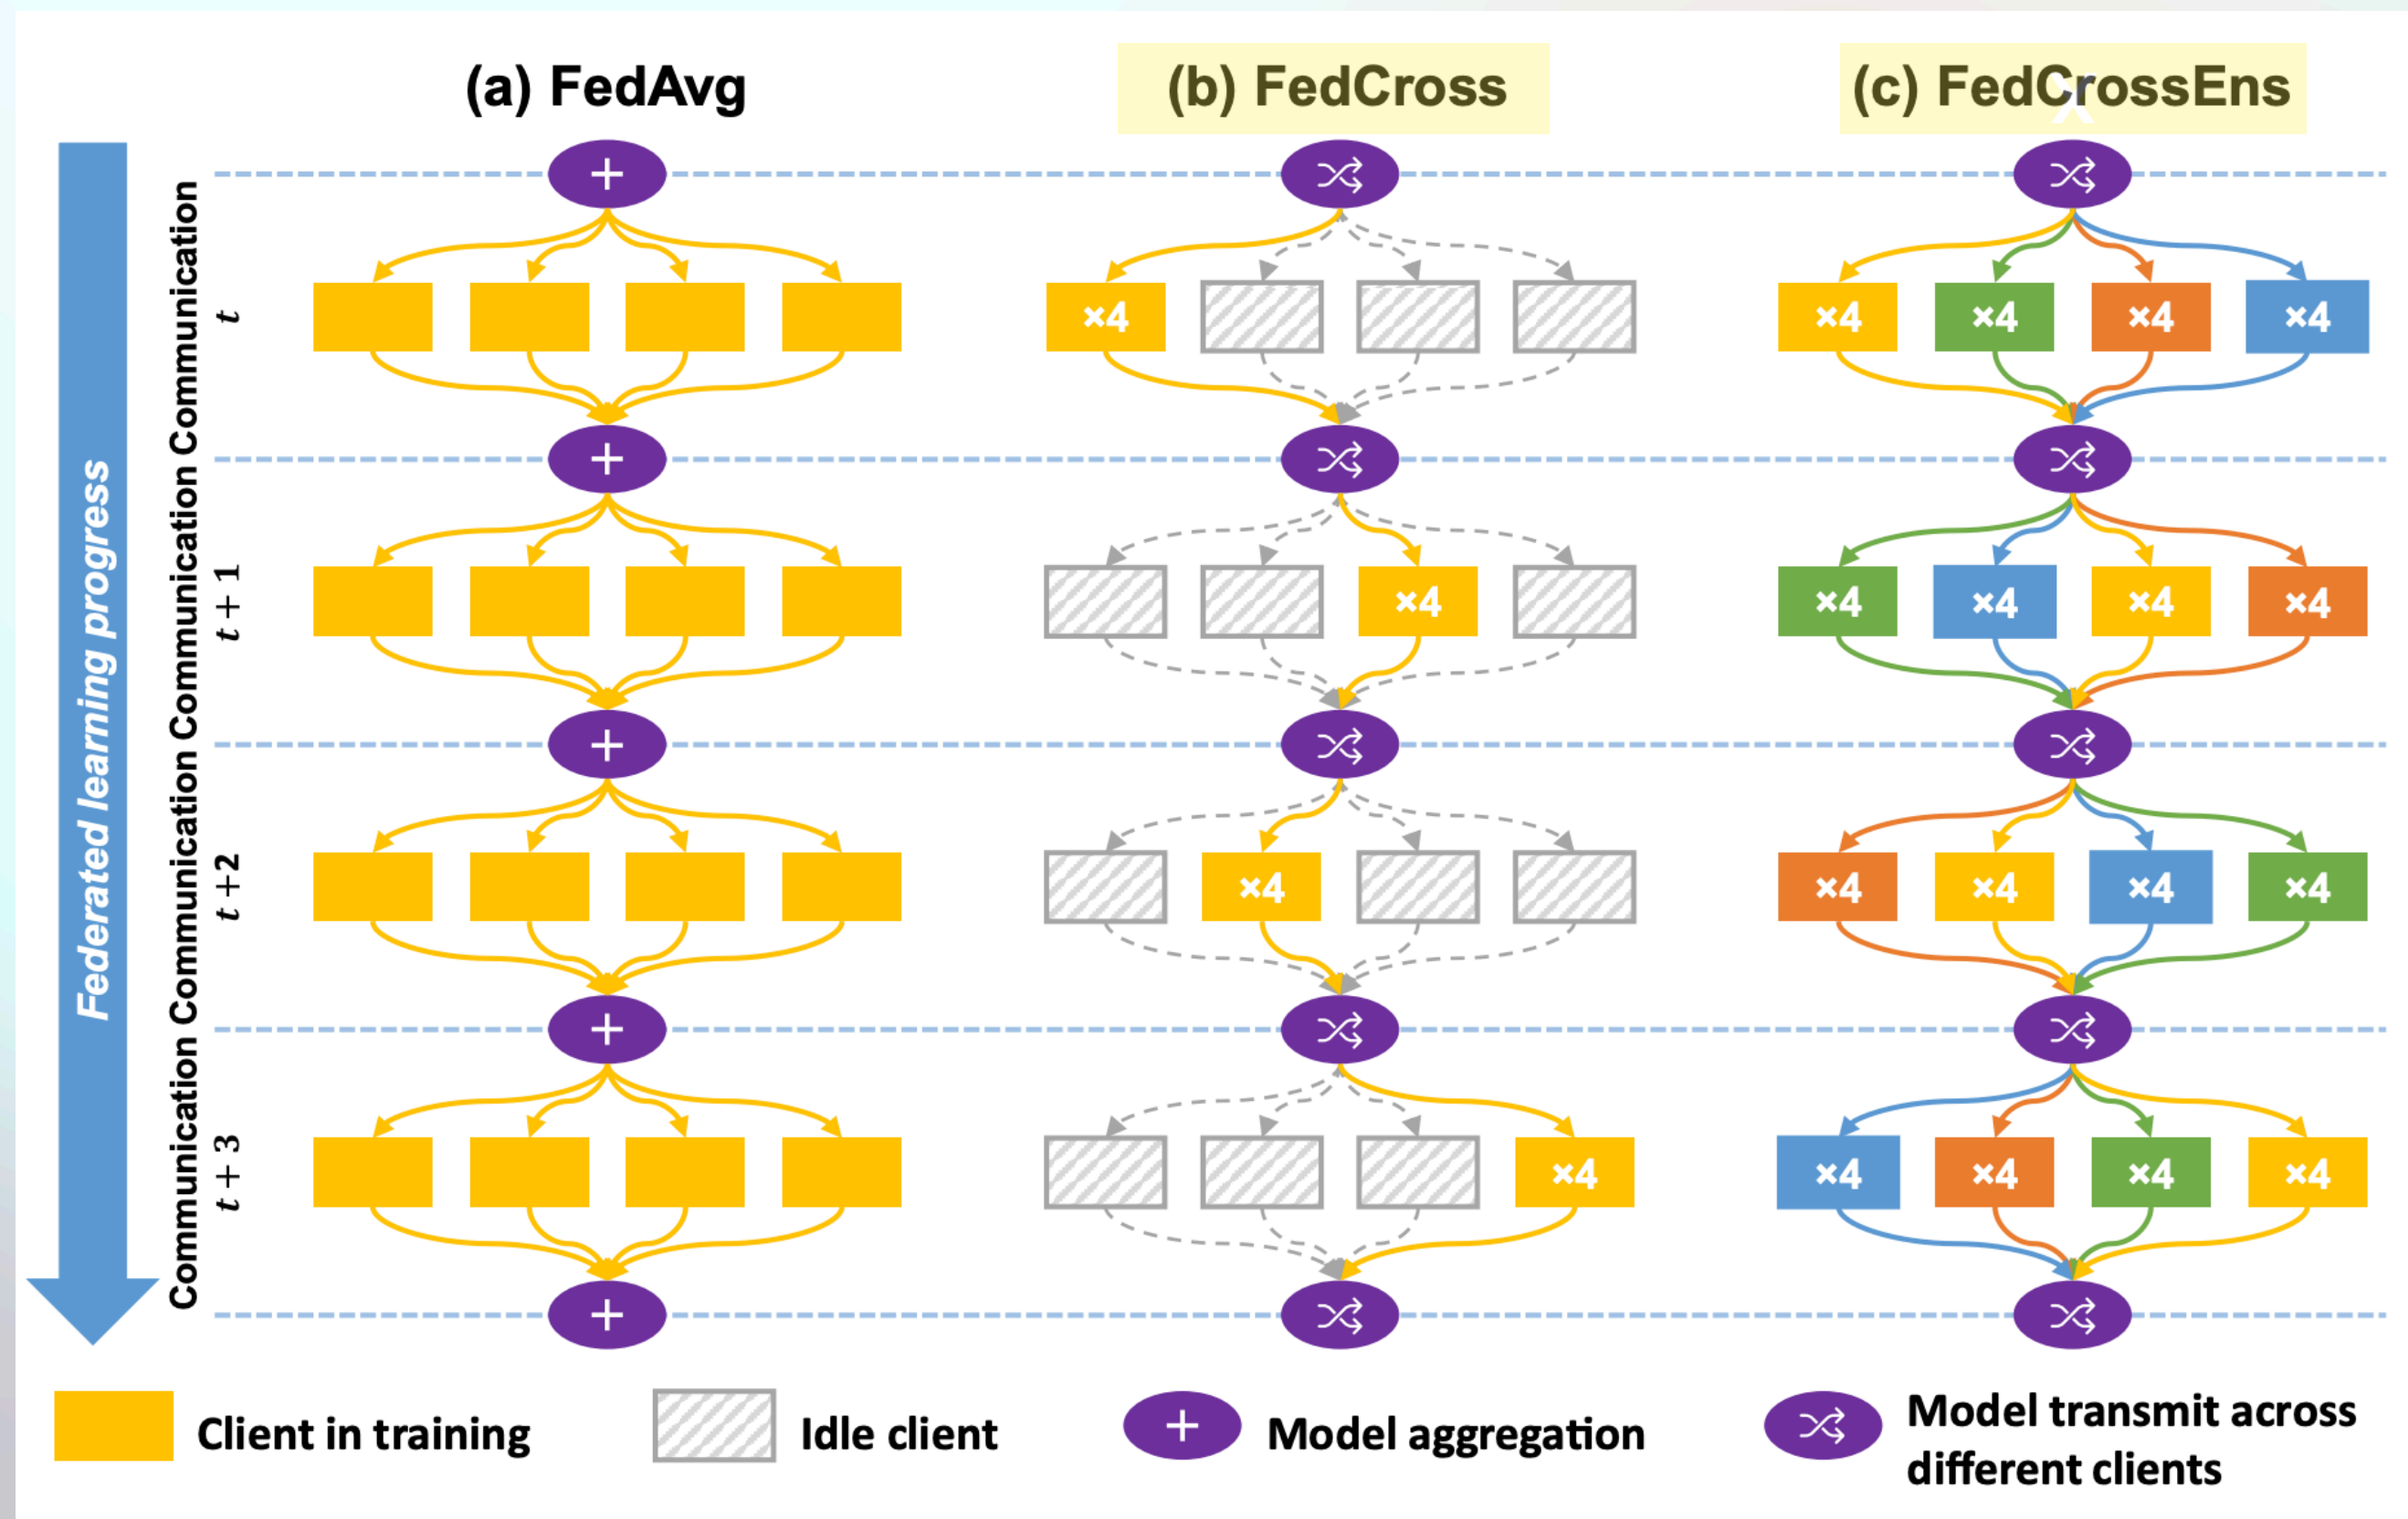 (a) FedAvg
(b) FedCross
(c) FedCrossEns
Federated learning progress
Communication
t
×4
×4
×4
×4
×4
Communication
t + 1
×4
×4
×4
×4
×4
Communication
t +2
×4
×4
×4
×4
×4
Communication
t + 3
×4
×4
×4
×4
×4
Client in training
Idle client
Model aggregation
Model transmit across
different clients